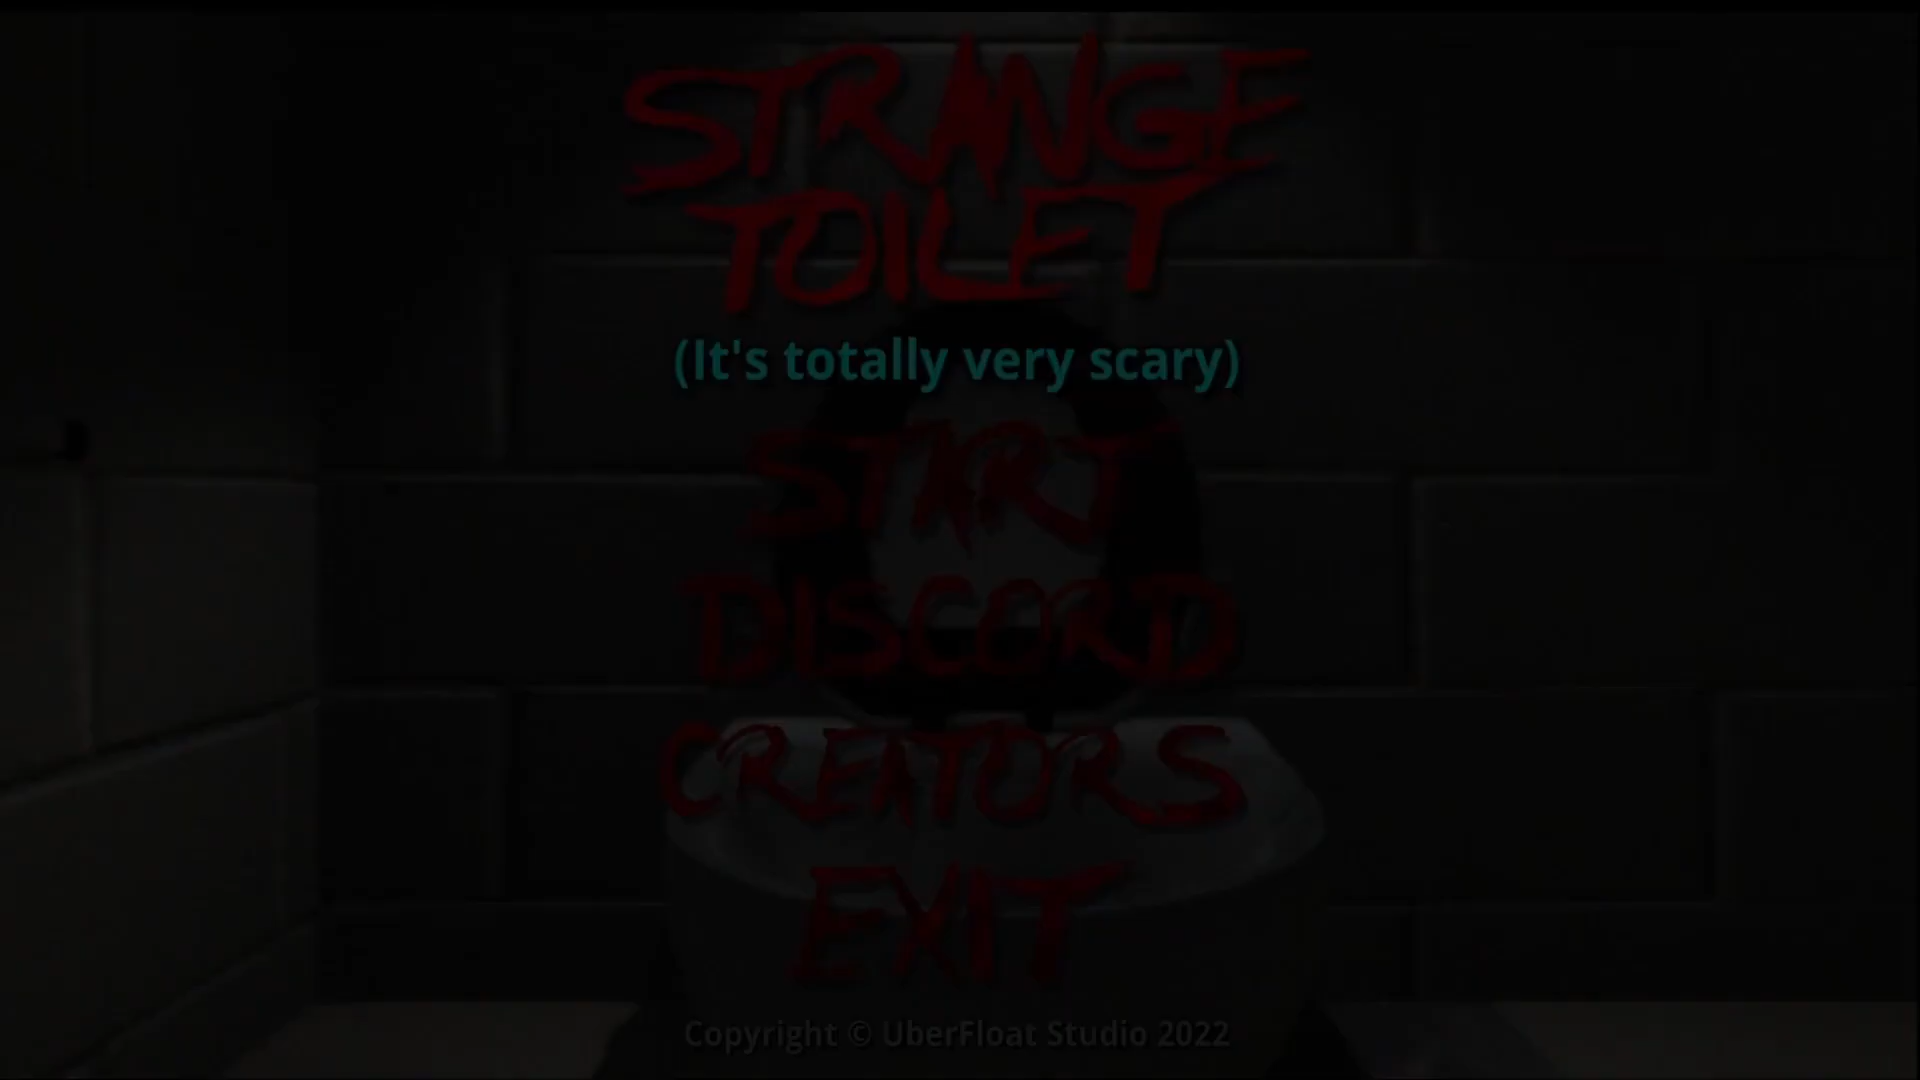 STRANGE
TOILET
(It's totally very scary)
START
DISCORD
CREATORS
EXIT
Copyright © UberFloat Studio 2022